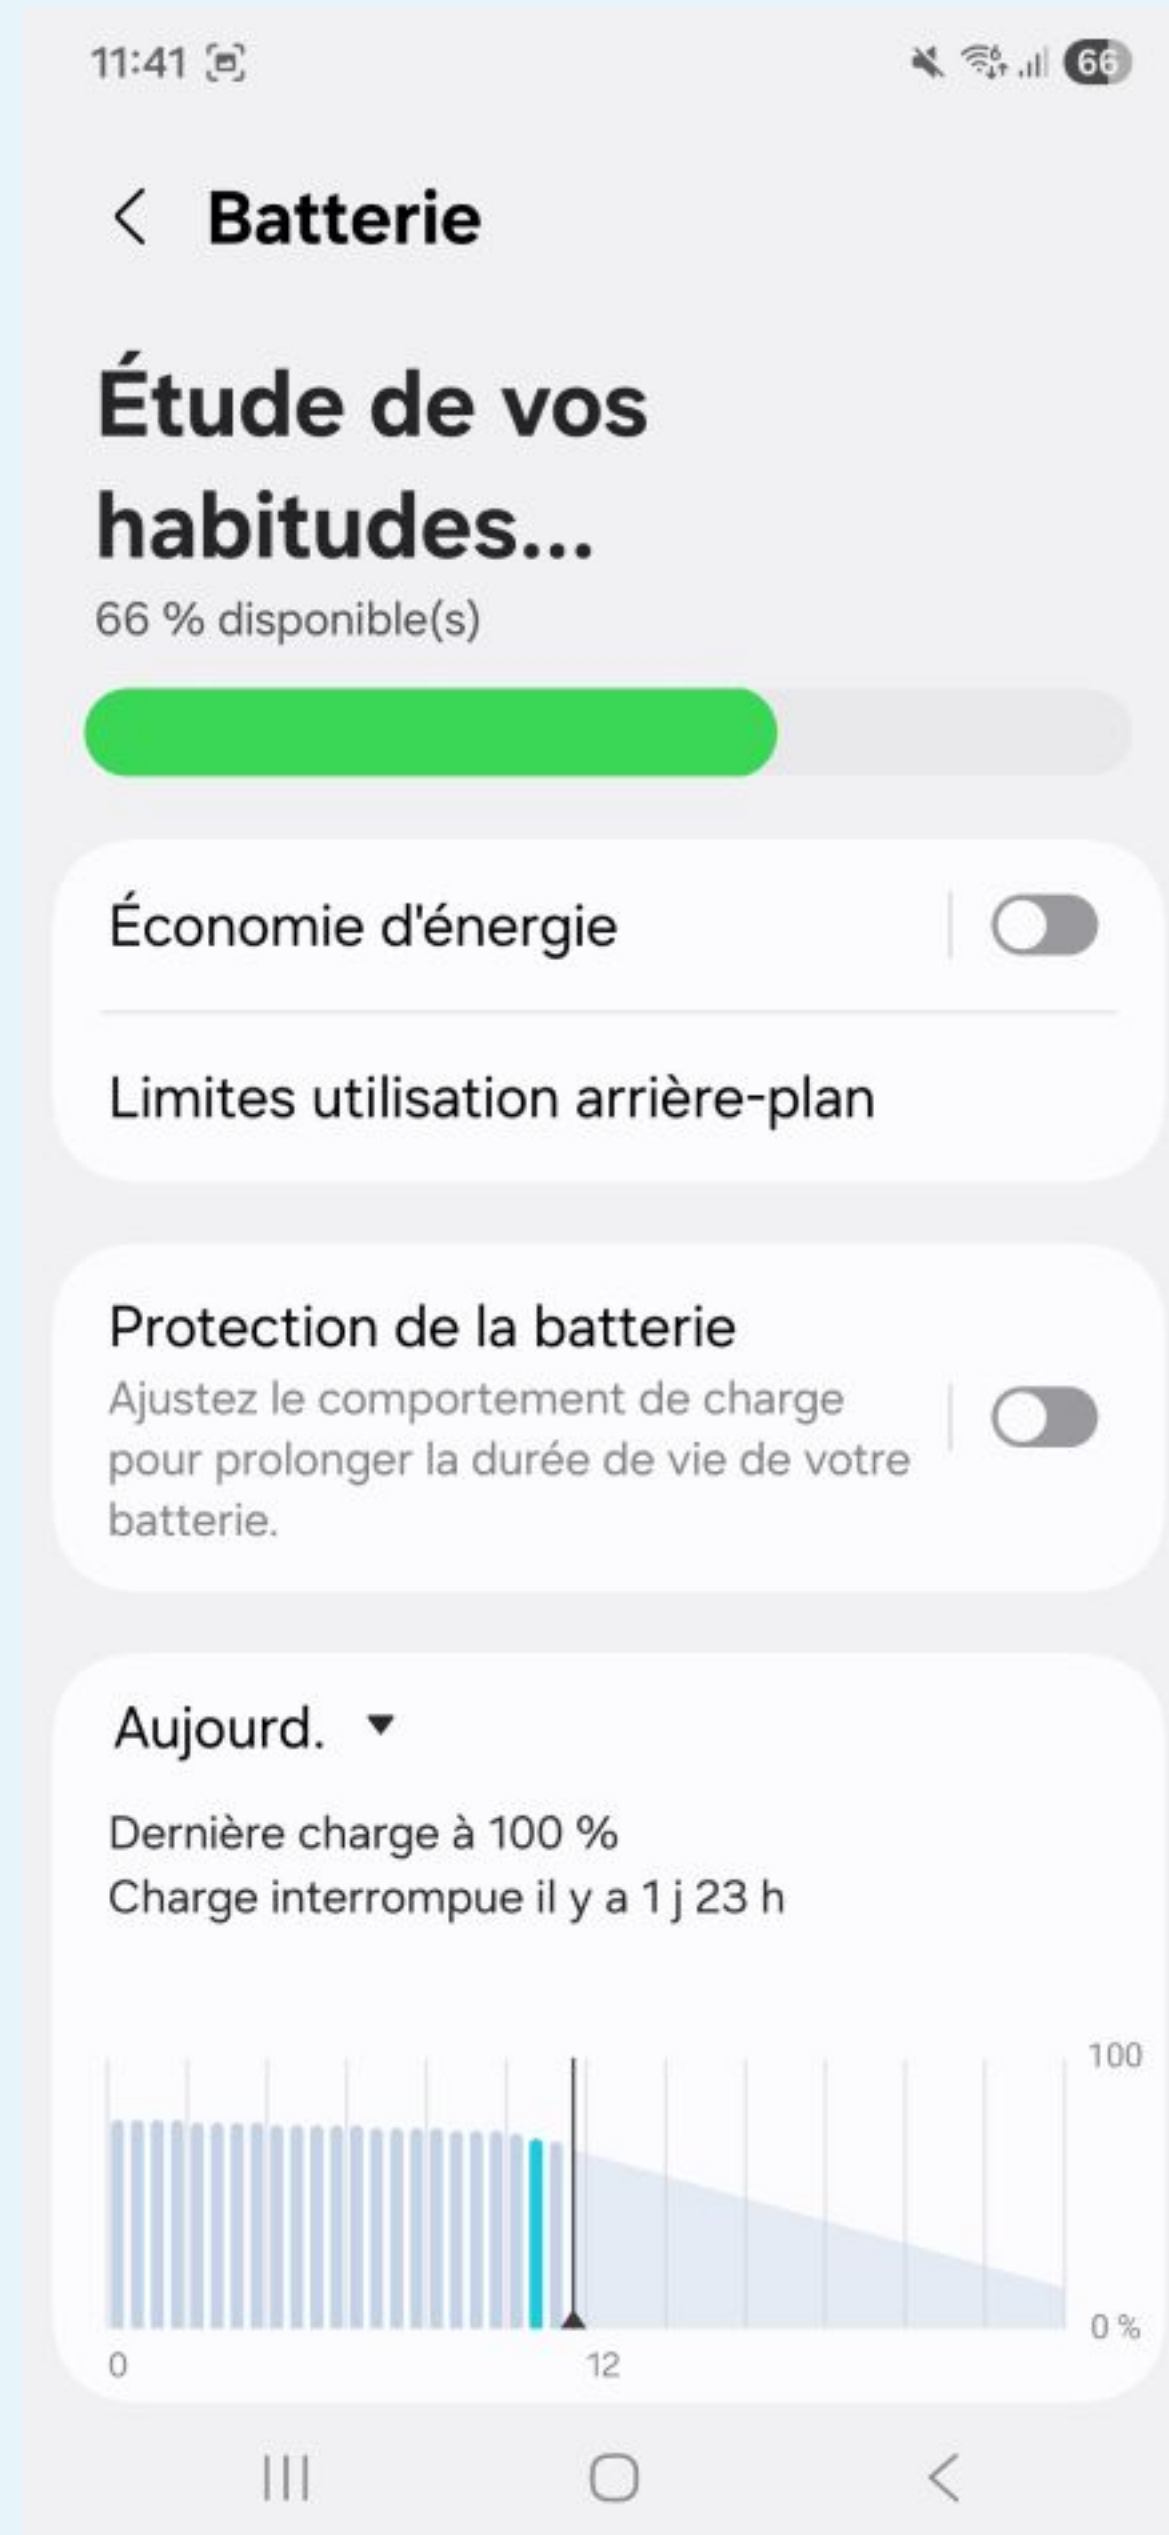 11:41
66
Batterie
Étude de vos
habitudes...
66 % disponible(s)
Économie d'énergie
Limites utilisation arrière-plan
Protection de la batterie
Ajustez le comportement de charge
pour prolonger la durée de vie de votre
batterie.
Aujourd.
Dernière charge à 100 %
Charge interrompue il y a 1 j 23 h
100
0 %
0 12